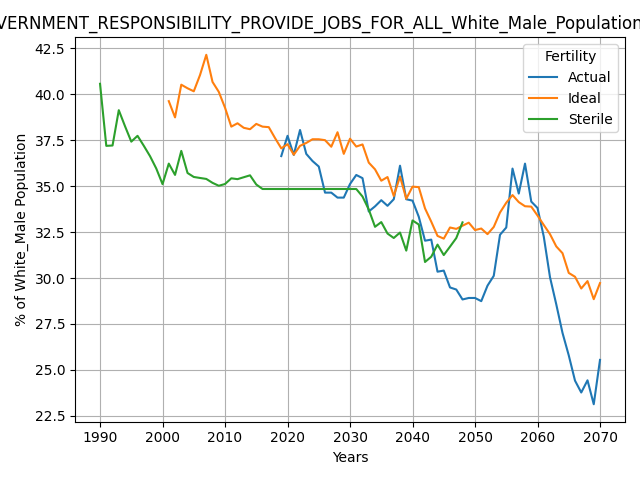 VERNMENT_RESPONSIBILITY_PROVIDE_JOBS_FOR_ALL_White_Male_Population
42.5
40.0
37.5
35.0
32.5
30.0
27.5
25.0
22.5
% of White_Male Population
Fertility
Actual
Ideal
Sterile
1990 2000 2010 2020 2030 2040 2050 2060 2070
Years